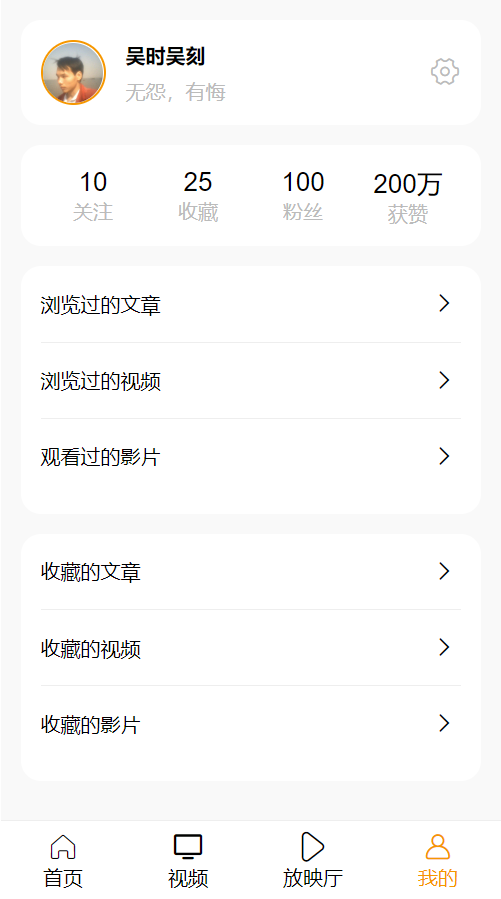 吴时吴刻
无怨，有悔
10 25 100 200万
关注 收藏 粉丝 获赞
浏览过的文章
浏览过的视频
观看过的影片
收藏的文章
收藏的视频
收藏的影片
首页 视频 放映厅 我的